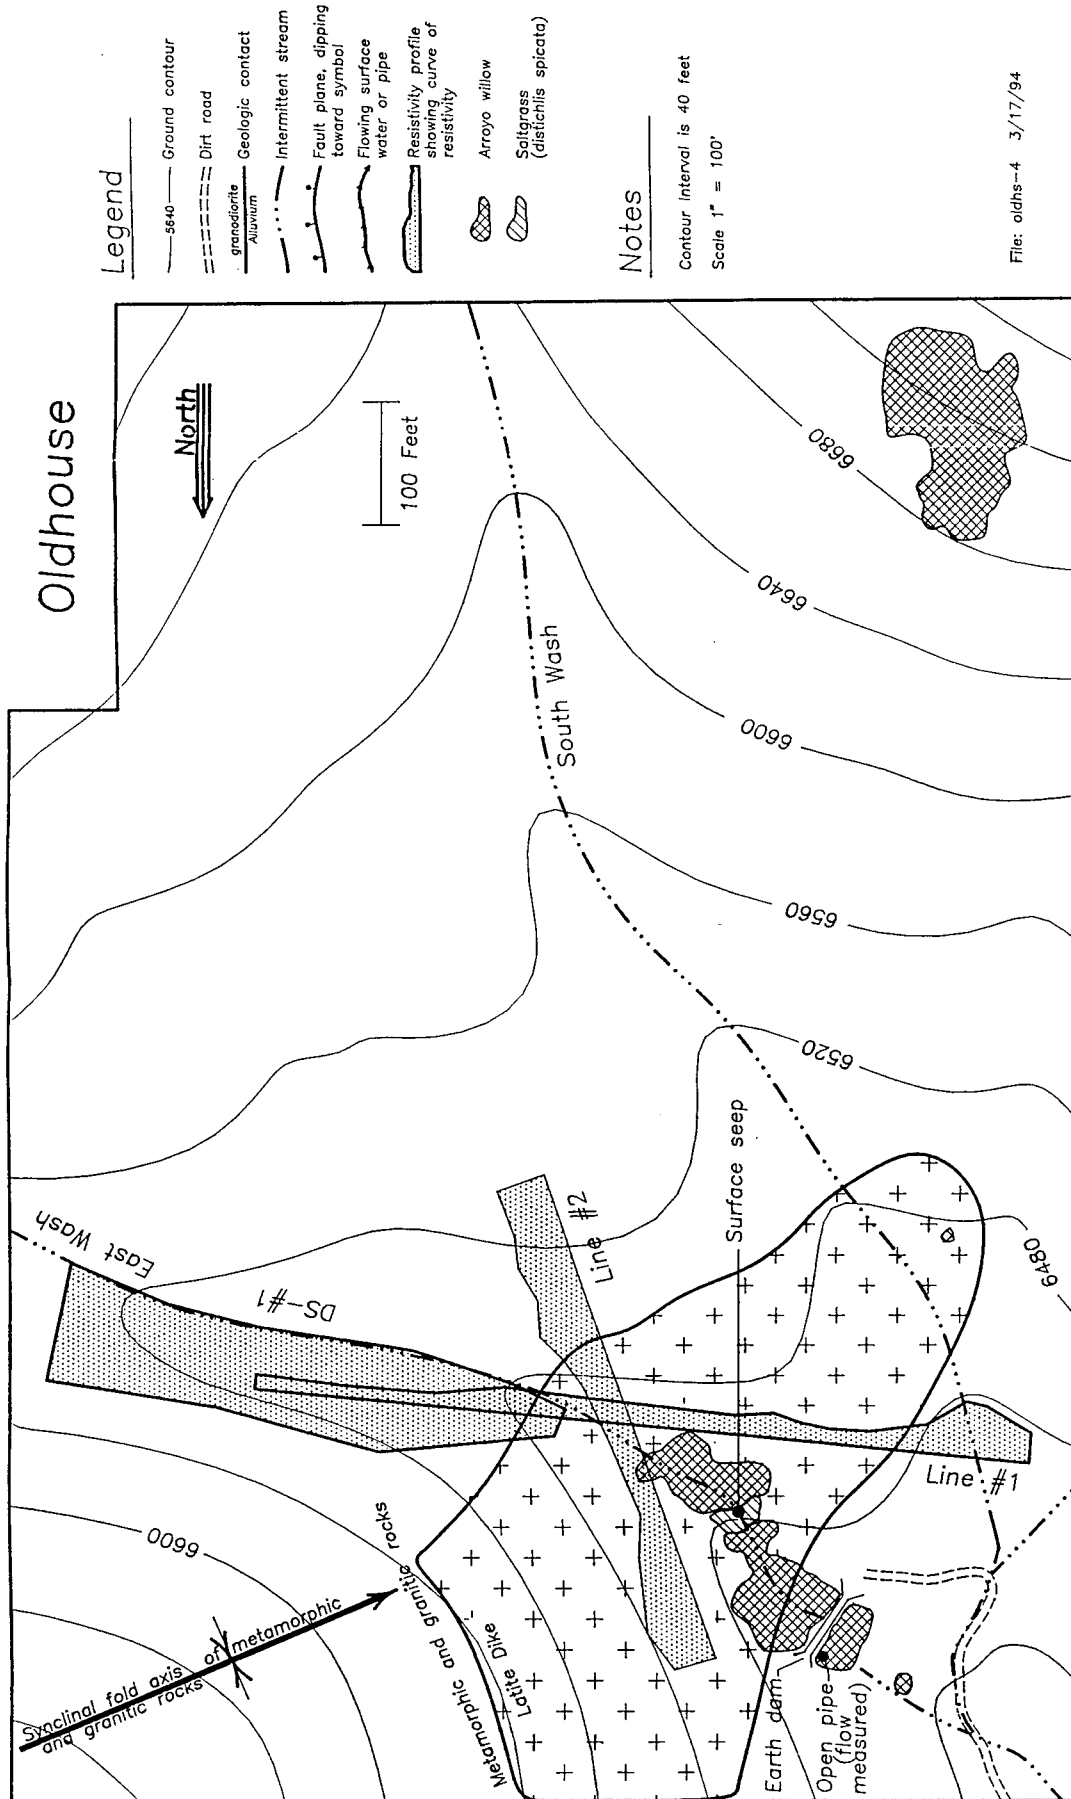 Oldhouse
Legend
5640 Ground contour
Dirt road
granodiorite
Alluvium
Geologic contact
Intermittent stream
Fault plane, dipping
toward symbol
Flowing surface
water or pipe
Resistivity profile
showing curve of
resistivity
Arroyo willow
Saltgrass
(distichlis spicata)
Notes
Contour Interval is 40 feet
Scale 1" = 100'
File: oldhs-4 3/17/94
North
100 Feet
6680
6640
6600
6560
6520
6480
6600
South Wash
East Wash
DS-#1
Line #2
Surface seep
Line #1
Synclinal fold axis of metamorphic
and granitic rocks
Metamorphic and granitic rocks
Latite Dike
Earth dam
Open pipe
(flow
measured)